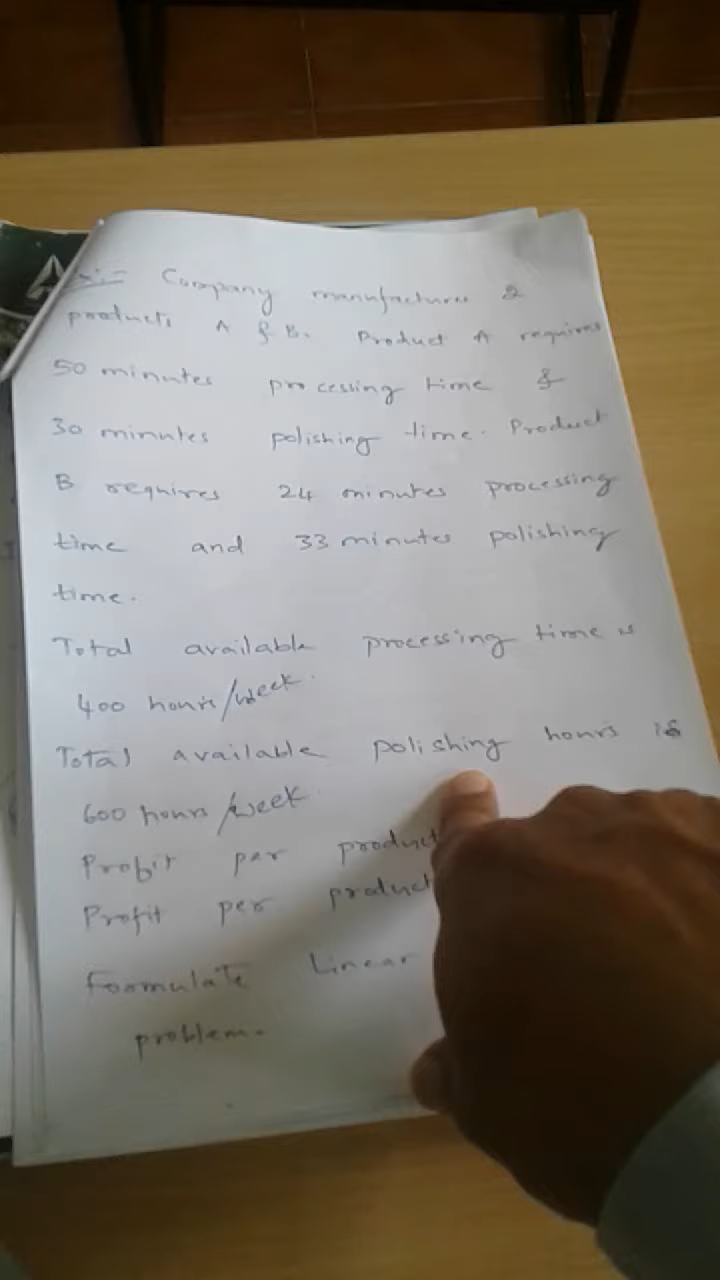 Ex:- Company manufactures 2
products A & B. Product A requires
50 minutes processing time &
30 minutes polishing time. Product
B requires 24 minutes processing
time and 33 minutes polishing
time.
Total available processing time is
400 hours/week.
Total available polishing hours is
600 hours/week
Profit per product
Profit per product
Formulate Linear
problem.